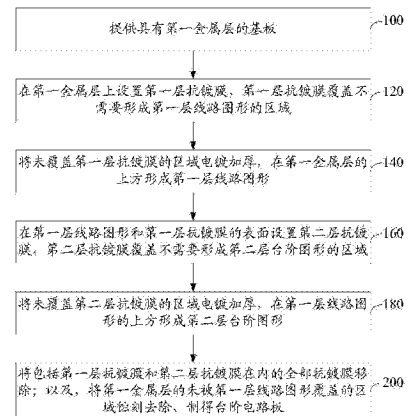 提供具有第一金属层的基板
100
在第一金属层上设置第一层抗镀膜，第一层抗镀膜覆盖不
需要形成第一层线路图形的区域
120
将未覆盖第一层抗镀膜的区域电镀加厚，在第一金属层的
上方形成第一层线路图形
140
在第一层线路图形和第一层抗镀膜的表面设置第二层抗镀
膜，第二层抗镀膜覆盖不需要形成第二层台阶图形的区域
160
将未覆盖第二层抗镀膜的区域电镀加厚，在第一层线路图
形的上方形成第二层台阶图形
180
将包括第一层抗镀膜和第二层抗镀膜在内的全部抗镀膜移
除；以及，将第一金属层的未被第一层线路图形覆盖的区
域蚀刻去除，制得台阶电路板
200